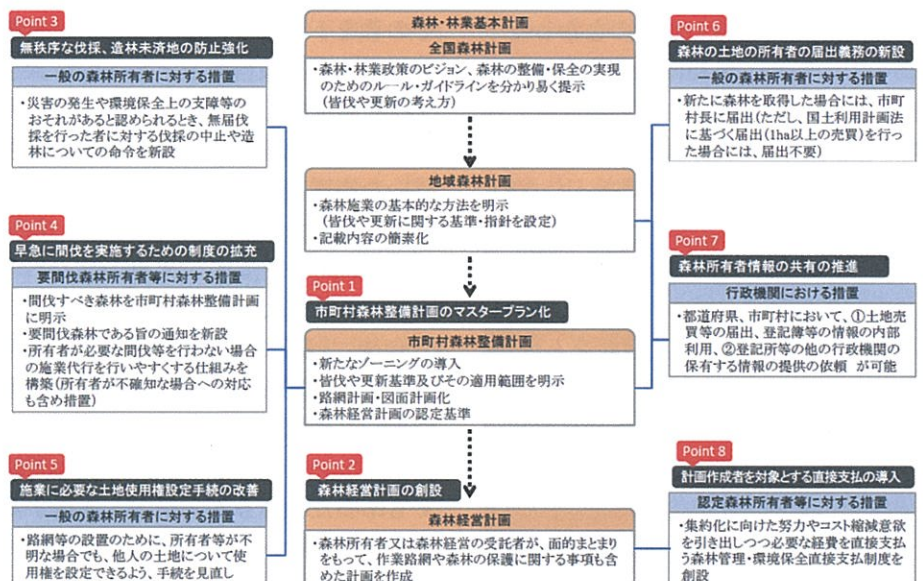 Point 3
無秩序な伐採、造林未済地の防止強化
一般の森林所有者に対する措置
・災害の発生や環境保全上の支障等の
おそれがあると認められるとき、無届伐
採を行った者に対する伐採の中止や造
林についての命令を新設
Point 4
早急に間伐を実施するための制度の拡充
要間伐森林所有者等に対する措置
・間伐すべき森林を市町村森林整備計画
に明示
・要間伐森林である旨の通知を新設
・所有者が必要な間伐等を行わない場合
の施業代行を行いやすくする仕組みを
構築(所有者が不確知な場合への対応
も含め措置)
Point 5
施業に必要な土地使用権設定手続の改善
一般の森林所有者に対する措置
・路網等の設置のために、所有者等が不
明な場合でも、他人の土地について使
用権を設定できるよう、手続を見直し
森林・林業基本計画
全国森林計画
・森林・林業政策のビジョン、森林の整備・保全の実現
のためのルール・ガイドラインを分かり易く提示
(皆伐や更新の考え方)
地域森林計画
・森林施業の基本的な方法を明示
(皆伐や更新に関する基準・指針を設定)
・記載内容の簡素化
Point 1
市町村森林整備計画のマスタープラン化
市町村森林整備計画
・新たなゾーニングの導入
・皆伐や更新基準及びその適用範囲を明示
・路網計画・図面計画化
・森林経営計画の認定基準
Point 2
森林経営計画の創設
森林経営計画
・森林所有者又は森林経営の受託者が、面的まとまり
をもって、作業路網や森林の保護に関する事項も含
めた計画を作成
Point 6
森林の土地の所有者の届出義務の新設
一般の森林所有者に対する措置
・新たに森林を取得した場合には、市町
村長に届出(ただし、国土利用計画法
に基づく届出(1ha以上の売買)を行っ
た場合には、届出不要)
Point 7
森林所有者情報の共有の推進
行政機関における措置
・都道府県、市町村において、①土地売
買等の届出、登記簿等の情報の内部
利用、②登記所等の他の行政機関の
保有する情報の提供の依頼 が可能
Point 8
計画作成者を対象とする直接支払の導入
認定森林所有者等に対する措置
・集約化に向けた努力やコスト縮減意欲
を引き出しつつ必要な経費を直接支払
う森林管理・環境保全直接支払制度を
創設